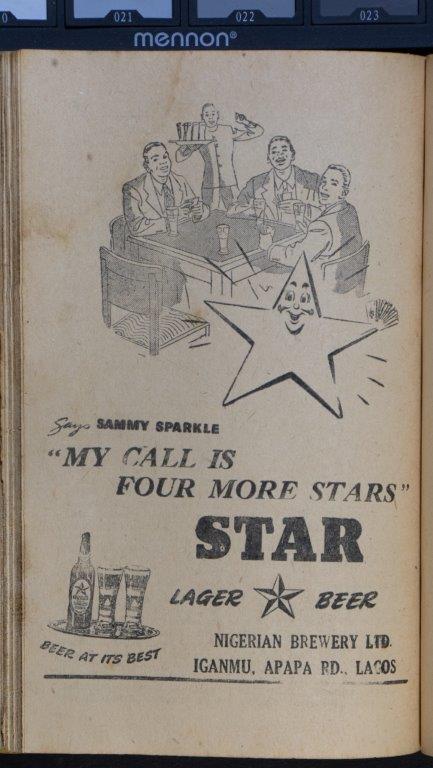 021
022
023
mennon®
Says SAMMY SPARKLE
“MY CALL IS
FOUR MORE STARS”
STAR
LAGER BEER
BEER AT ITS BEST
NIGERIAN BREWERY LTD.
IGANMU, APAPA RD., LAGOS